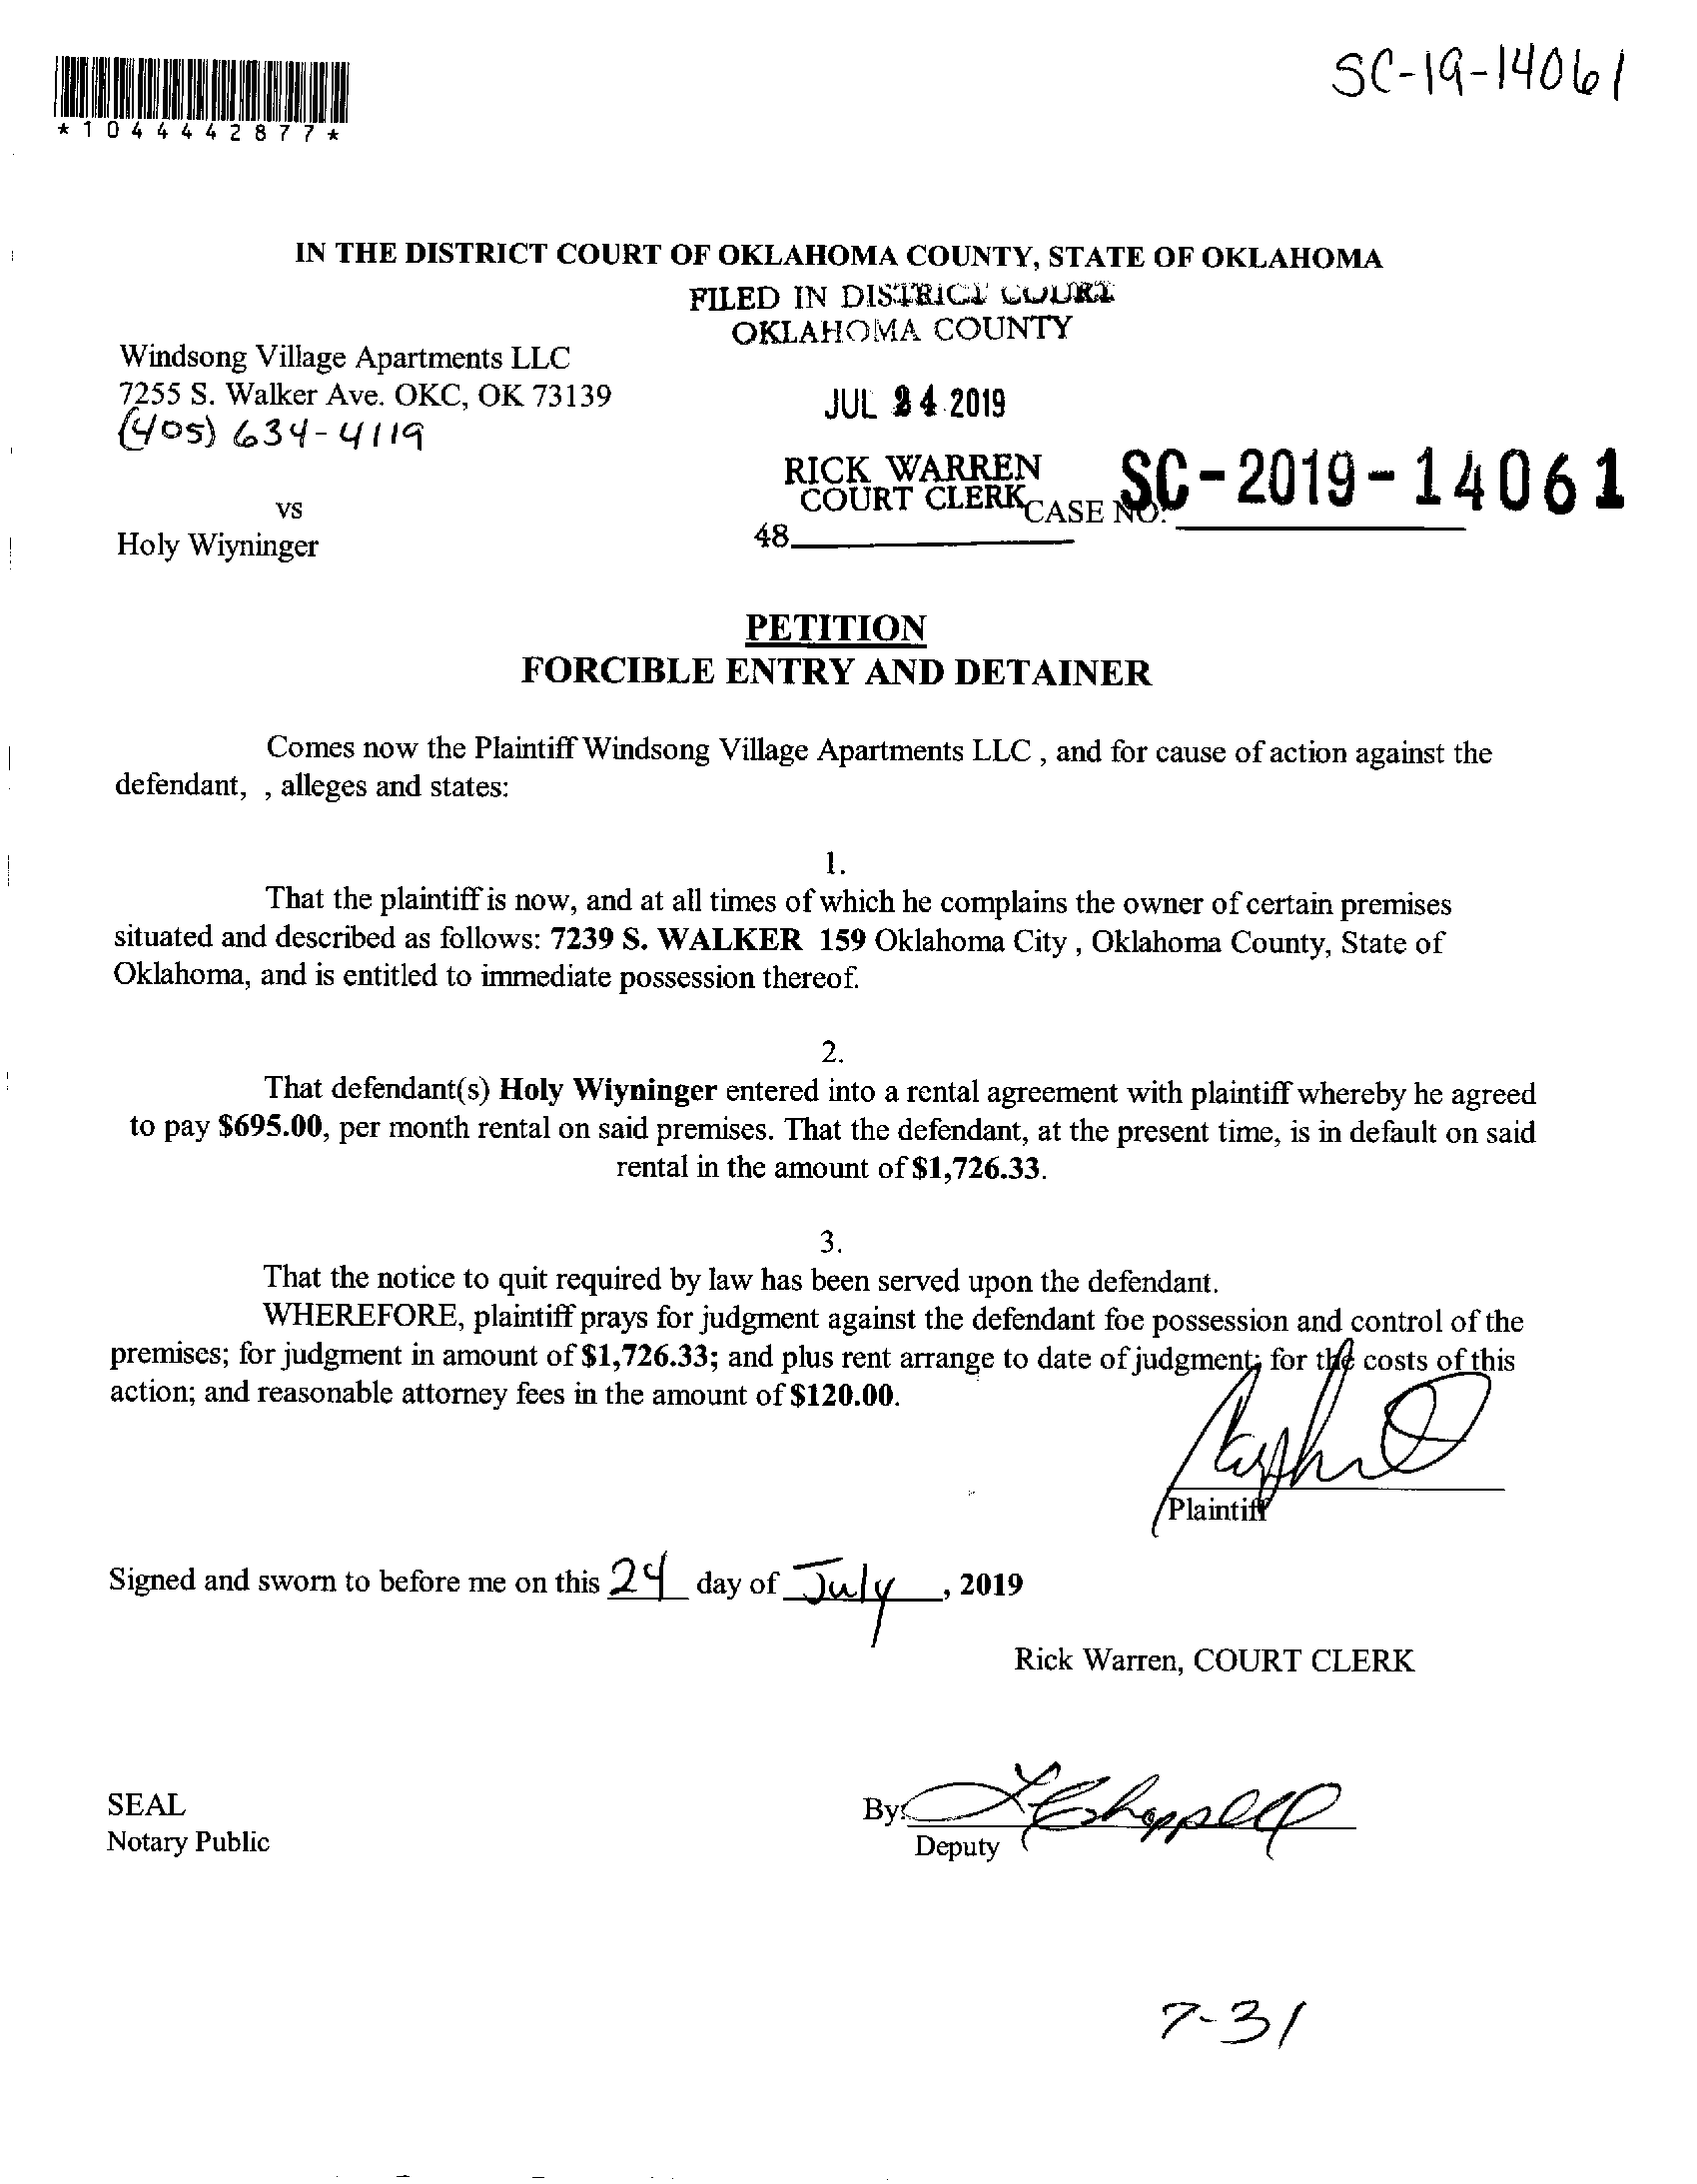 SC-19-14061
*1044442877*
IN THE DISTRICT COURT OF OKLAHOMA COUNTY, STATE OF OKLAHOMA
FILED IN DISTRICT COURT
OKLAHOMA COUNTY
Windsong Village Apartments LLC
7255 S. Walker Ave. OKC, OK 73139
(405) 634-4119
JUL 24 2019
RICK WARREN
COURT CLERK
CASE NO. SC-2019-14061
48
vs
Holy Wiyninger
PETITION
FORCIBLE ENTRY AND DETAINER
Comes now the Plaintiff Windsong Village Apartments LLC , and for cause of action against the
defendant, , alleges and states:
1.
That the plaintiff is now, and at all times of which he complains the owner of certain premises
situated and described as follows: 7239 S. WALKER 159 Oklahoma City , Oklahoma County, State of
Oklahoma, and is entitled to immediate possession thereof.
2.
That defendant(s) Holy Wiyninger entered into a rental agreement with plaintiff whereby he agreed
to pay $695.00, per month rental on said premises. That the defendant, at the present time, is in default on said
rental in the amount of $1,726.33.
3.
That the notice to quit required by law has been served upon the defendant.
WHEREFORE, plaintiff prays for judgment against the defendant foe possession and control of the
premises; for judgment in amount of $1,726.33; and plus rent arrange to date of judgment; for the costs of this
action; and reasonable attorney fees in the amount of $120.00.
Plaintiff
Signed and sworn to before me on this 24 day of July, 2019
Rick Warren, COURT CLERK
SEAL
Notary Public
By: Chappell
Deputy
7-31